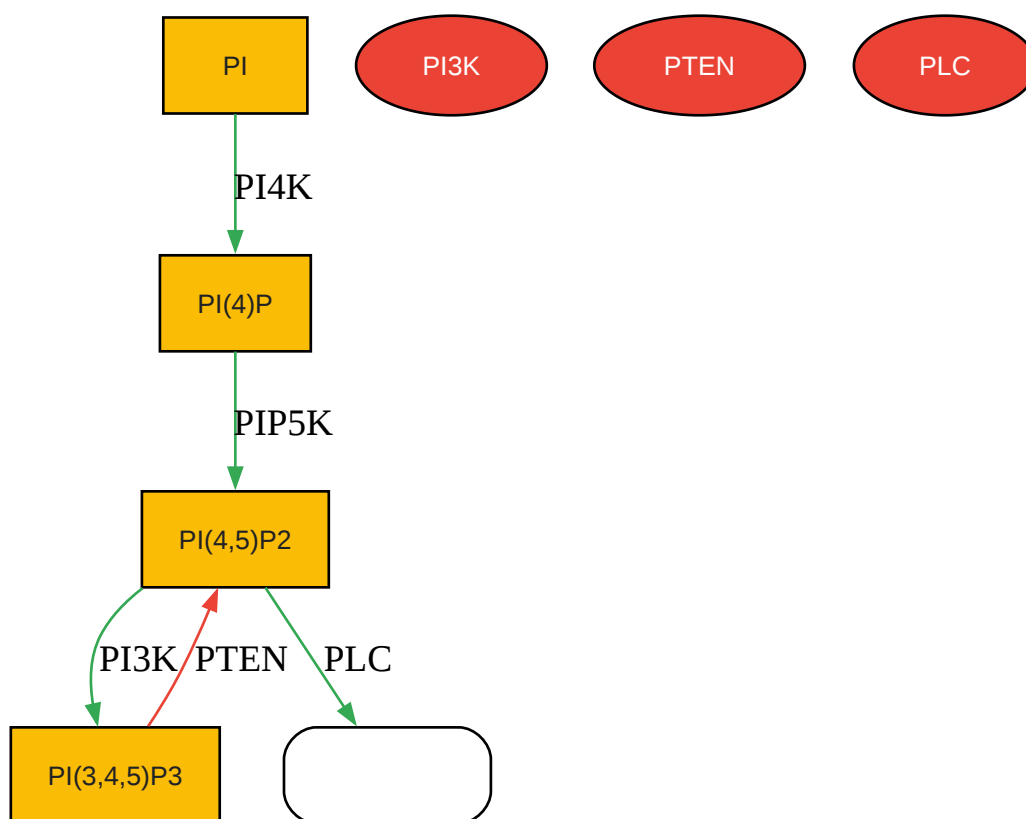 PI
PI3K
PTEN
PLC
PI4K
PI(4)P
PIP5K
PI(4,5)P2
PI3K
PTEN
PLC
PI(3,4,5)P3